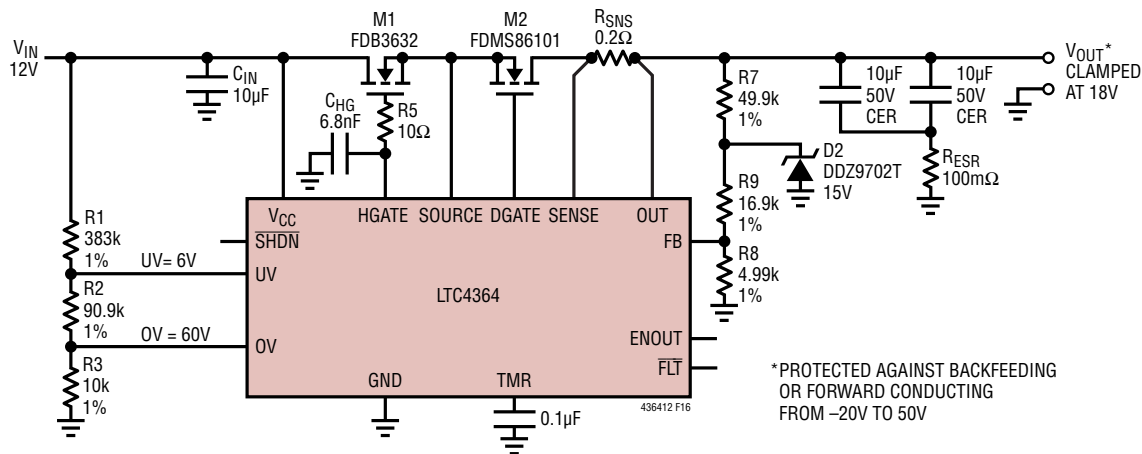 VIN
12V
CIN
10µF
M1
FDB3632
M2
FDMS86101
RSNS
0.2Ω
CHG
6.8nF
R5
10Ω
R7
49.9k
1%
10µF
50V
CER
10µF
50V
CER
VOUT*
CLAMPED
AT 18V
D2
DDZ9702T
15V
RESR
100mΩ
R9
16.9k
1%
R8
4.99k
1%
R1
383k
1%
UV= 6V
R2
90.9k
1%
OV = 60V
R3
10k
1%
VCC
HGATE
SOURCE
DGATE
SENSE
OUT
SHDN
FB
UV
LTC4364
OV
ENOUT
FLT
GND
TMR
0.1µF
436412 F16
*PROTECTED AGAINST BACKFEEDING
OR FORWARD CONDUCTING
FROM –20V TO 50V